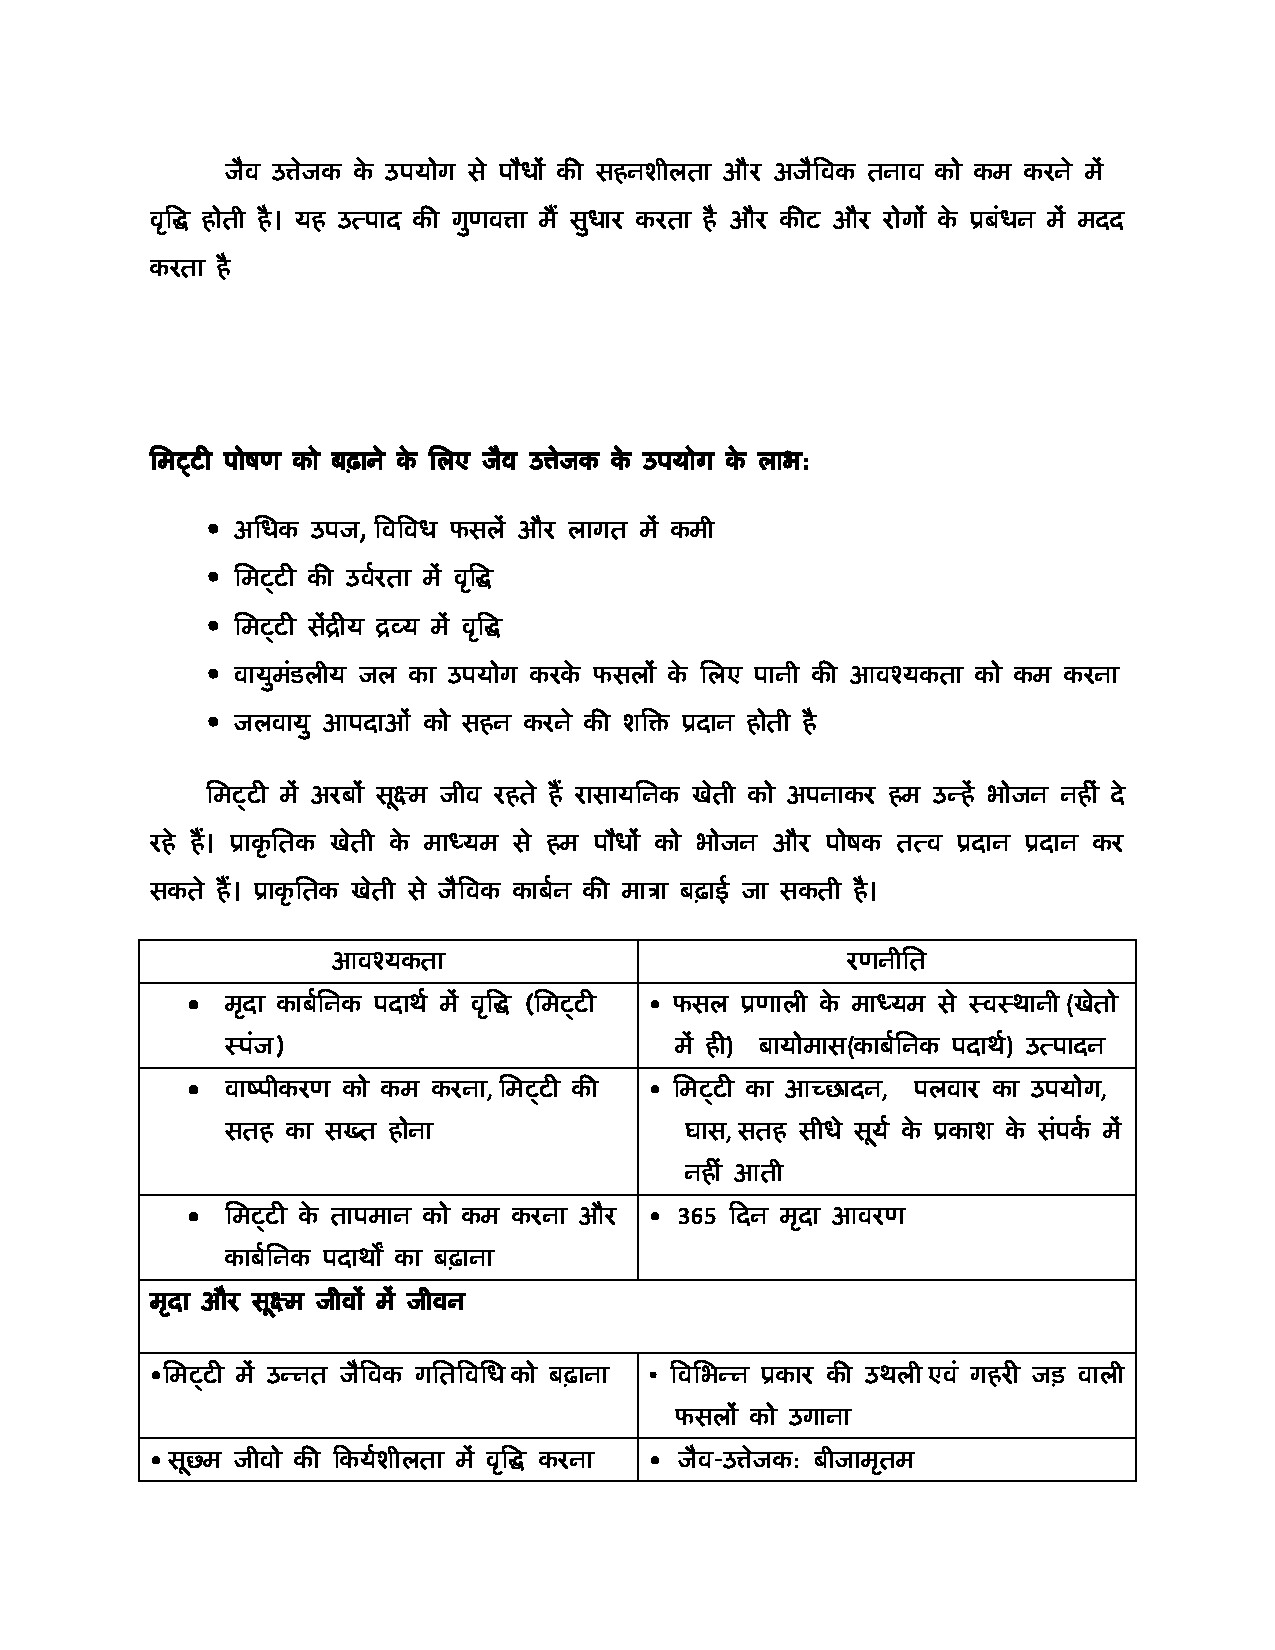 जैव उत्तेजक के उपयोग से पौधों की सहनशीलता और अजैविक तनाव को कम करने में
वृद्धि होती है। यह उत्पाद की गुणवत्ता मैं सुधार करता है और कीट और रोगों के प्रबंधन में मदद
करता है
मिट्टी पोषण को बढ़ाने के लिए जैव उत्तेजक के उपयोग के लाभ:
• अधिक उपज, विविध फसलें और लागत में कमी
• मिट्टी की उर्वरता में वृद्धि
• मिट्टी सेंद्रीय द्रव्य में वृद्धि
• वायुमंडलीय जल का उपयोग करके फसलों के लिए पानी की आवश्यकता को कम करना
• जलवायु आपदाओं को सहन करने की शक्ति प्रदान होती है
मिट्टी में अरबों सूक्ष्म जीव रहते हैं रासायनिक खेती को अपनाकर हम उन्हें भोजन नहीं दे
रहे हैं। प्राकृतिक खेती के माध्यम से हम पौधों को भोजन और पोषक तत्व प्रदान प्रदान कर
सकते हैं। प्राकृतिक खेती से जैविक कार्बन की मात्रा बढ़ाई जा सकती है।
आवश्यकता
रणनीति
• मृदा कार्बनिक पदार्थ में वृद्धि (मिट्टी
स्पंज)
• फसल प्रणाली के माध्यम से स्वस्थानी (खेतो
में ही) बायोमास(कार्बनिक पदार्थ) उत्पादन
• वाष्पीकरण को कम करना, मिट्टी की
सतह का सख्त होना
• मिट्टी का आच्छादन, पलवार का उपयोग,
घास, सतह सीधे सूर्य के प्रकाश के संपर्क में
नहीं आती
• मिट्टी के तापमान को कम करना और
कार्बनिक पदार्थों का बढ़ाना
• 365 दिन मृदा आवरण
मृदा और सूक्ष्म जीवों में जीवन
•मिट्टी में उन्नत जैविक गतिविधि को बढ़ाना
• विभिन्न प्रकार की उथली एवं गहरी जड़ वाली
फसलों को उगाना
• सूछ्म जीवो की किर्यशीलता में वृद्धि करना
• जैव-उत्तेजक: बीजामृतम